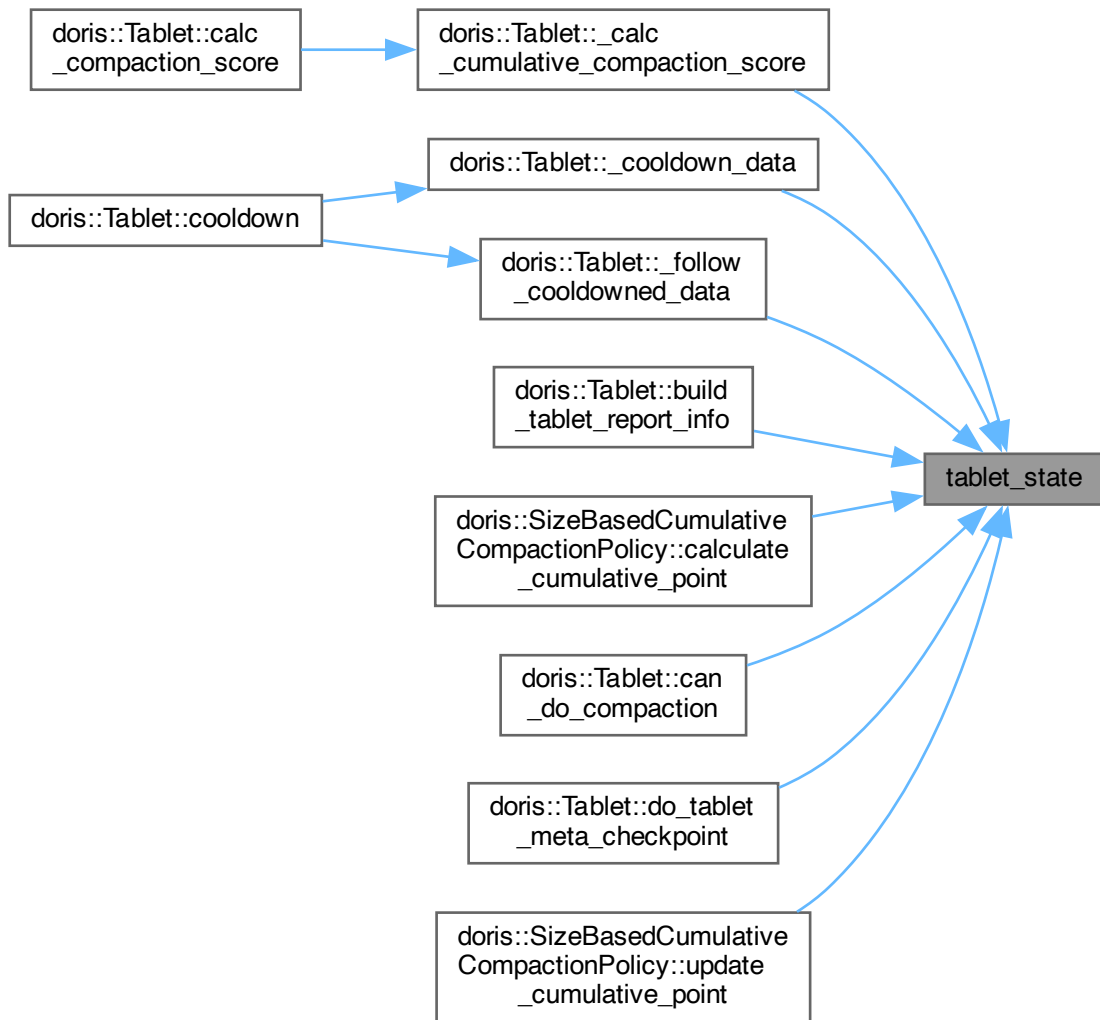 doris::Tablet::calc
_compaction_score
doris::Tablet::_calc
_cumulative_compaction_score
doris::Tablet::_cooldown_data
doris::Tablet::cooldown
doris::Tablet::_follow
_cooldowned_data
doris::Tablet::build
_tablet_report_info
tablet_state
doris::SizeBasedCumulative
CompactionPolicy::calculate
_cumulative_point
doris::Tablet::can
_do_compaction
doris::Tablet::do_tablet
_meta_checkpoint
doris::SizeBasedCumulative
CompactionPolicy::update
_cumulative_point